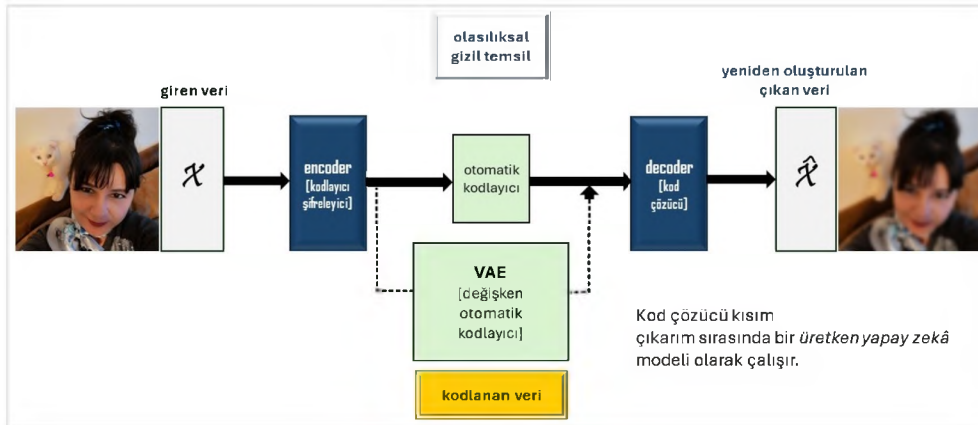 olasılıksal
gizil temsil
giren veri
yeniden oluşturulan
çıkan veri
x
encoder
[kodlayıcı
şifreleyici]
otomatik
kodlayıcı
decoder
[kod
çözücü]
x̂
VAE
[değişken
otomatik
kodlayıcı]
Kod çözücü kısım
çıkarım sırasında bir üretken yapay zekâ
modeli olarak çalışır.
kodlanan veri